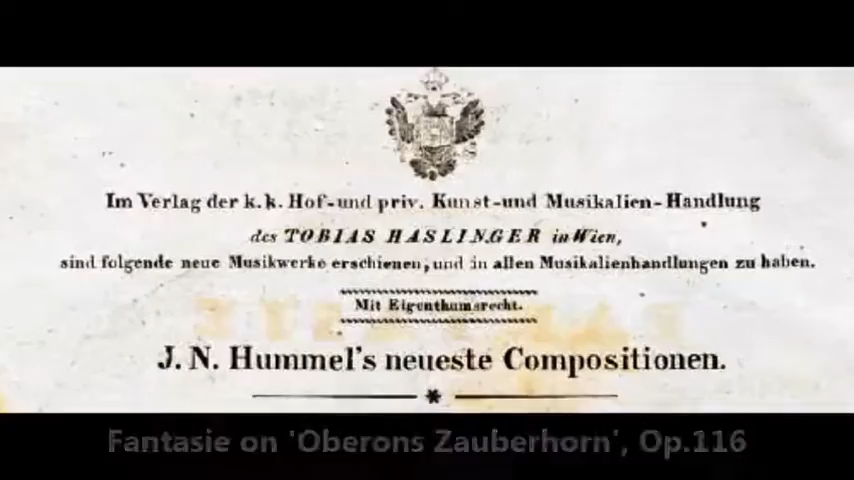 Im Verlag der k.k. Hof-und priv. Kunst-und Musikalien-Handlung
des TOBIAS HASLINGER in Wien,
sind folgende neue Musikwerke erschienen, und in allen Musikalienhandlungen zu haben.
Mit Eigenthumsrecht.
J. N. Hummel's neueste Compositionen.
Fantasie on 'Oberons Zauberhorn', Op.116